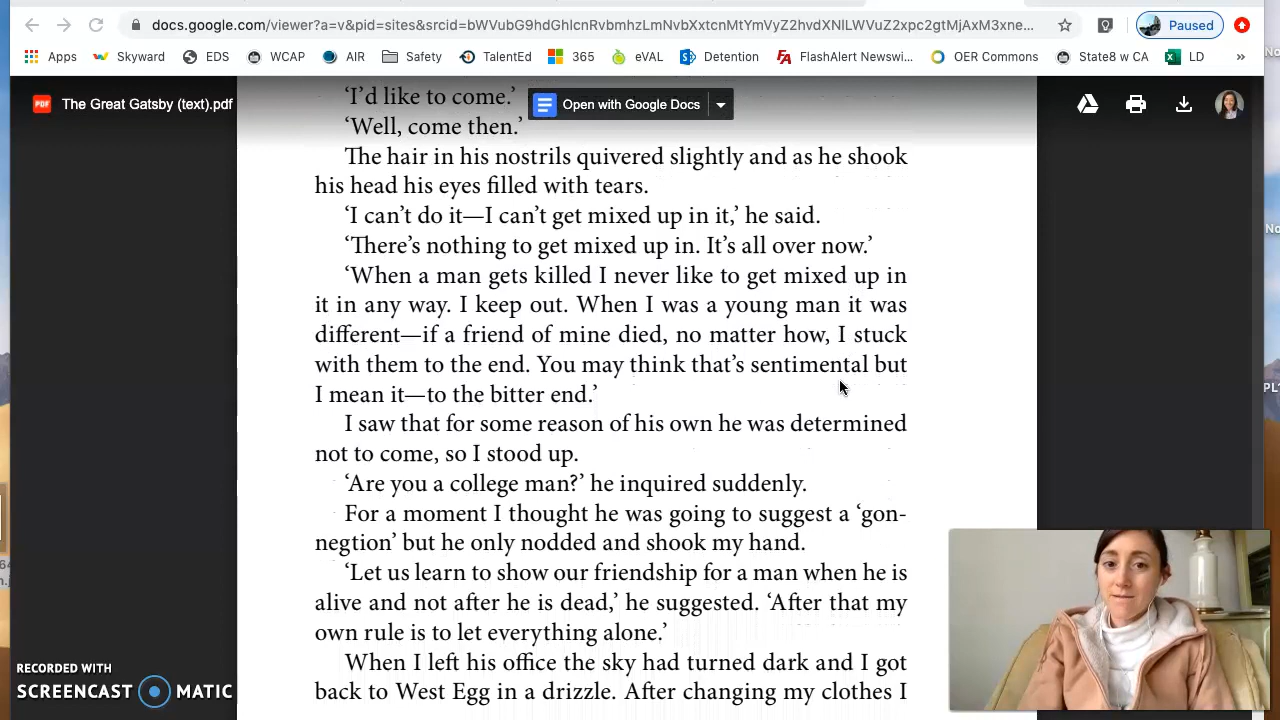 docs.google.com/viewer?a=v&pid=sites&srcid=bWVubG9hdGhlcnRvbmhzLmNvbXxtcnMtYmVyZ2hvdXNlLWVuZ2xpc2gtMjAxM3xne...
Paused
Apps Skyward EDS WCAP AIR Safety TalentEd 365 eVAL Detention FlashAlert Newswi... OER Commons State8 w CA LD »
PDF The Great Gatsby (text).pdf
Open with Google Docs
‘I’d like to come.’
‘Well, come then.’
The hair in his nostrils quivered slightly and as he shook
his head his eyes filled with tears.
‘I can’t do it—I can’t get mixed up in it,’ he said.
‘There’s nothing to get mixed up in. It’s all over now.’
‘When a man gets killed I never like to get mixed up in
it in any way. I keep out. When I was a young man it was
different—if a friend of mine died, no matter how, I stuck
with them to the end. You may think that’s sentimental but
I mean it—to the bitter end.’
I saw that for some reason of his own he was determined
not to come, so I stood up.
‘Are you a college man?’ he inquired suddenly.
For a moment I thought he was going to suggest a ‘gon-
negtion’ but he only nodded and shook my hand.
‘Let us learn to show our friendship for a man when he is
alive and not after he is dead,’ he suggested. ‘After that my
own rule is to let everything alone.’
When I left his office the sky had turned dark and I got
back to West Egg in a drizzle. After changing my clothes I
RECORDED WITH
SCREENCAST MATIC